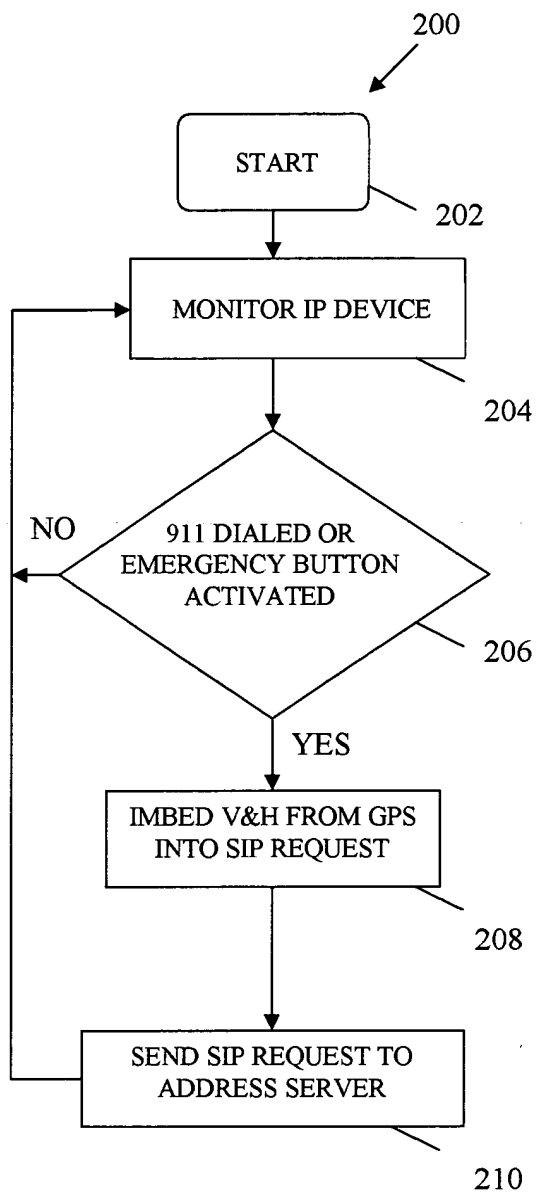 200
START
202
MONITOR IP DEVICE
204
NO
911 DIALED OR
EMERGENCY BUTTON
ACTIVATED
206
YES
IMBED V&H FROM GPS
INTO SIP REQUEST
208
SEND SIP REQUEST TO
ADDRESS SERVER
210